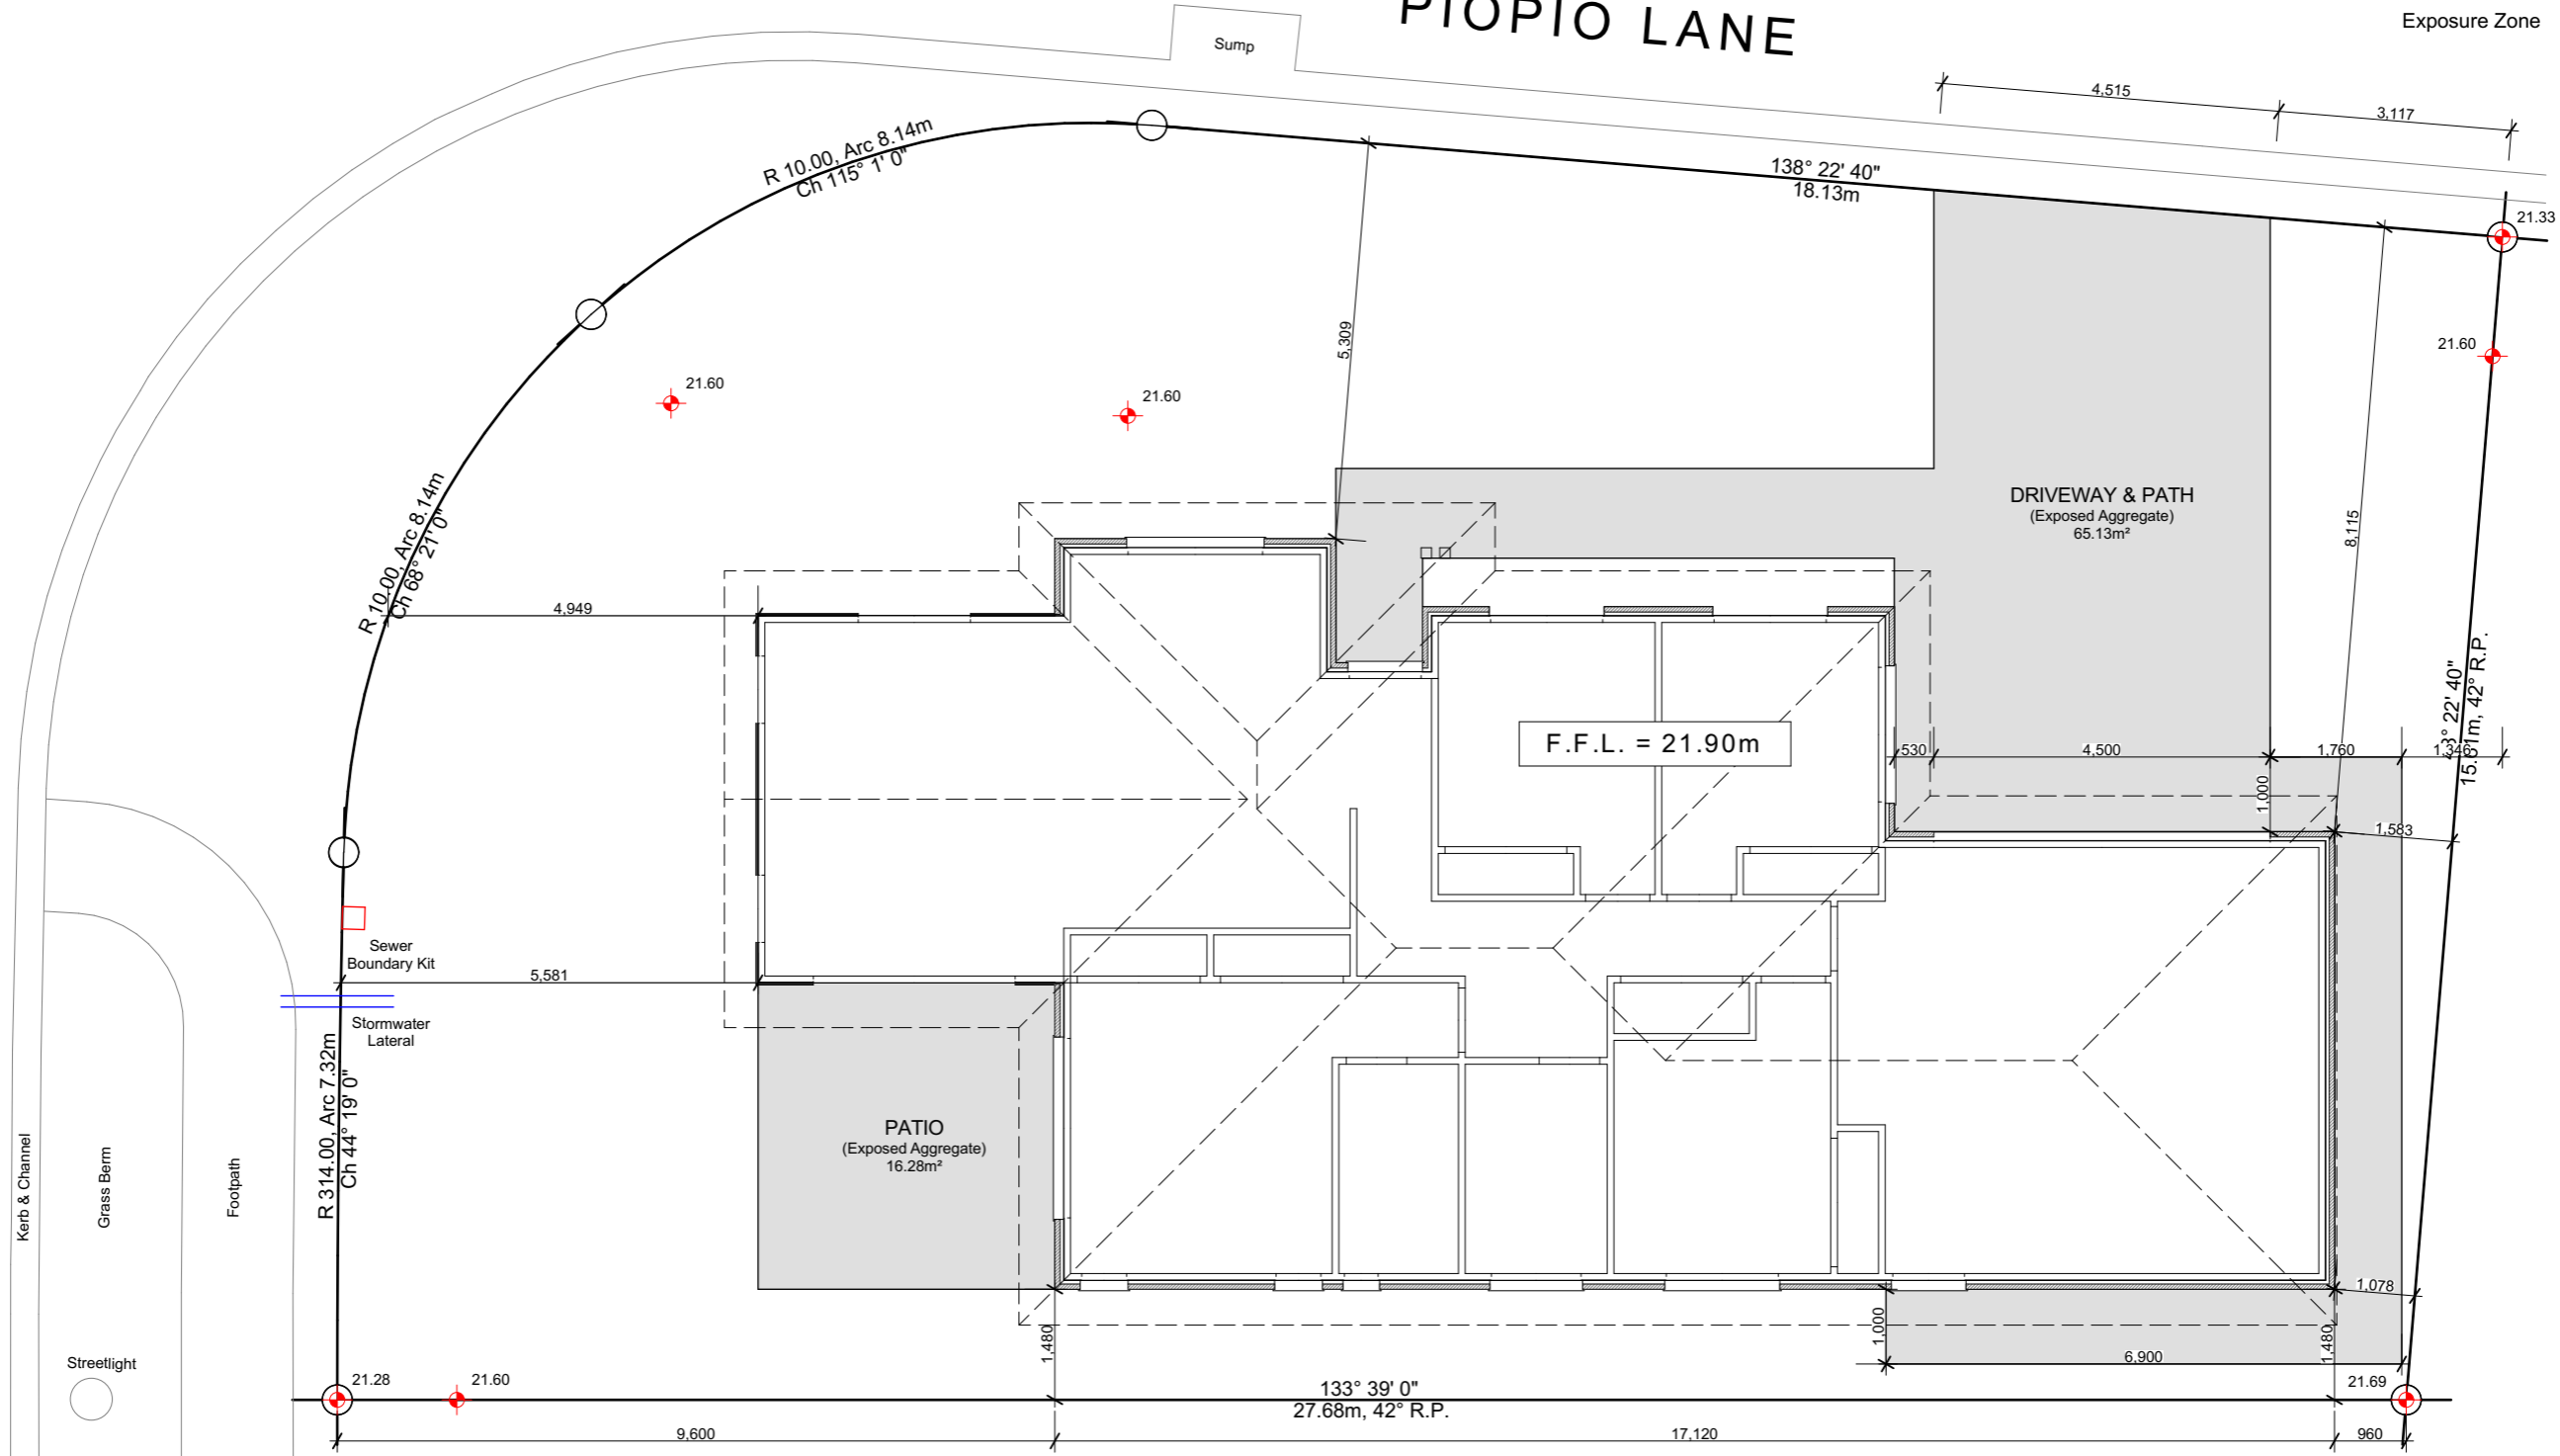 PIOPIO LANE
Exposure Zone
Sump
4,515
3,117
R 10.00, Arc 8.14m
Ch 115° 1' 0"
138° 22' 40"
18.13m
21.33
21.60
5,309
21.60
21.60
R 10.00, Arc 8.14m
Ch 68° 21' 0"
DRIVEWAY & PATH
(Exposed Aggregate)
65.13m²
8,115
4,949
F.F.L. = 21.90m
530
4,500
1,760
1,346
22' 40"
15.61m, 42° R.P.
1,000
1,583
Sewer
Boundary Kit
5,581
Stormwater
Lateral
R 314.00, Arc 7.32m
Ch 44° 19' 0"
PATIO
(Exposed Aggregate)
16.28m²
Kerb & Channel
Grass Berm
Footpath
1,078
1,480
1,000
1,480
6,900
Streetlight
21.28
21.60
133° 39' 0"
27.68m, 42° R.P.
21.69
9,600
17,120
960